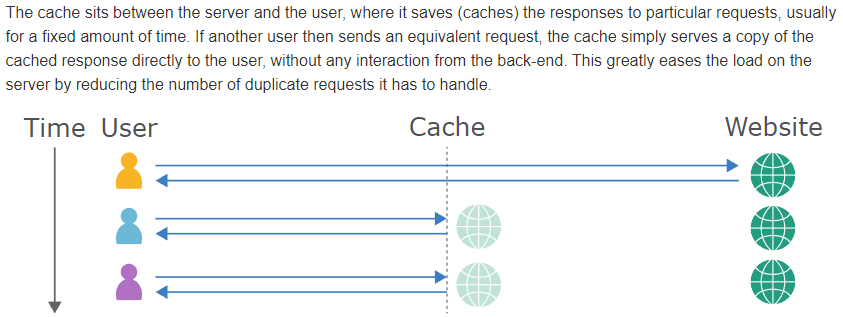 The cache sits between the server and the user, where it saves (caches) the responses to particular requests, usually
for a fixed amount of time. If another user then sends an equivalent request, the cache simply serves a copy of the
cached response directly to the user, without any interaction from the back-end. This greatly eases the load on the
server by reducing the number of duplicate requests it has to handle.
Time User Cache Website